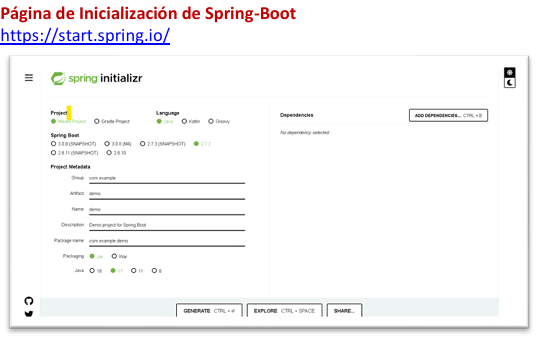 Página de Inicialización de Spring-Boot
https://start.spring.io/
spring initializr
Project
Maven Project Gradle Project
Language
Java Kotlin Groovy
Spring Boot
3.0.0 (SNAPSHOT) 3.0.0 (M4) 2.7.3 (SNAPSHOT) 2.7.2
2.6.11 (SNAPSHOT) 2.6.10
Project Metadata
Group com.example
Artifact demo
Name demo
Description Demo project for Spring Boot
Package name com.example.demo
Packaging Jar War
Java 18 17 11 8
Dependencies
ADD DEPENDENCIES... CTRL + B
No dependency selected
GENERATE CTRL + ⏎
EXPLORE CTRL + SPACE
SHARE...